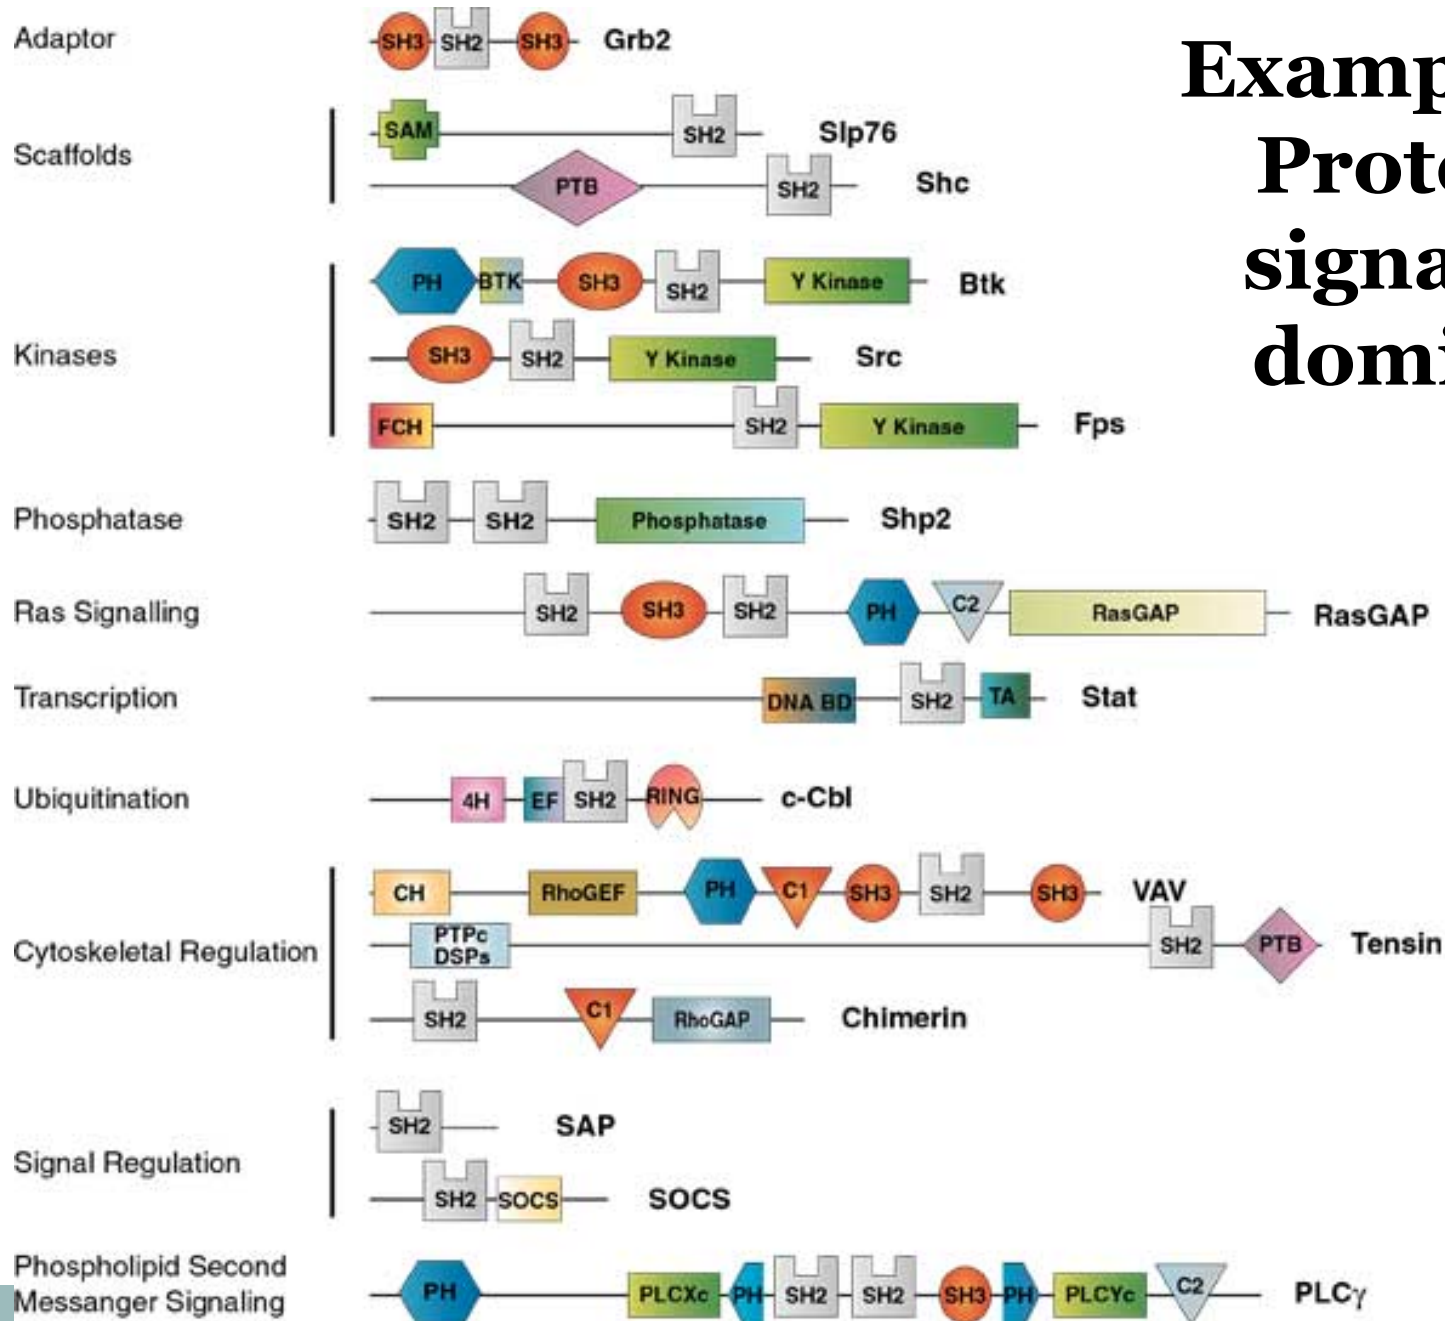 Adaptor
SH3 SH2 SH3 Grb2
Scaffolds
SAM SH2 Slp76
PTB SH2 Shc
Kinases
PH BTK SH3 SH2 Y Kinase Btk
SH3 SH2 Y Kinase Src
FCH SH2 Y Kinase Fps
Phosphatase
SH2 SH2 Phosphatase Shp2
Ras Signalling
SH2 SH3 SH2 PH C2 RasGAP RasGAP
Transcription
DNA BD SH2 TA Stat
Ubiquitination
4H EF SH2 RING c-Cbl
Cytoskeletal Regulation
CH RhoGEF PH C1 SH3 SH2 SH3 VAV
PTPc
DSPs
SH2 PTB Tensin
SH2 C1 RhoGAP Chimerin
Signal Regulation
SH2 SAP
SH2 SOCS SOCS
Phospholipid Second
Messanger Signaling
PH PLCXc PH SH2 SH2 SH3 PH PLCYc C2 PLCγ
Examp
Prote
signa
domi